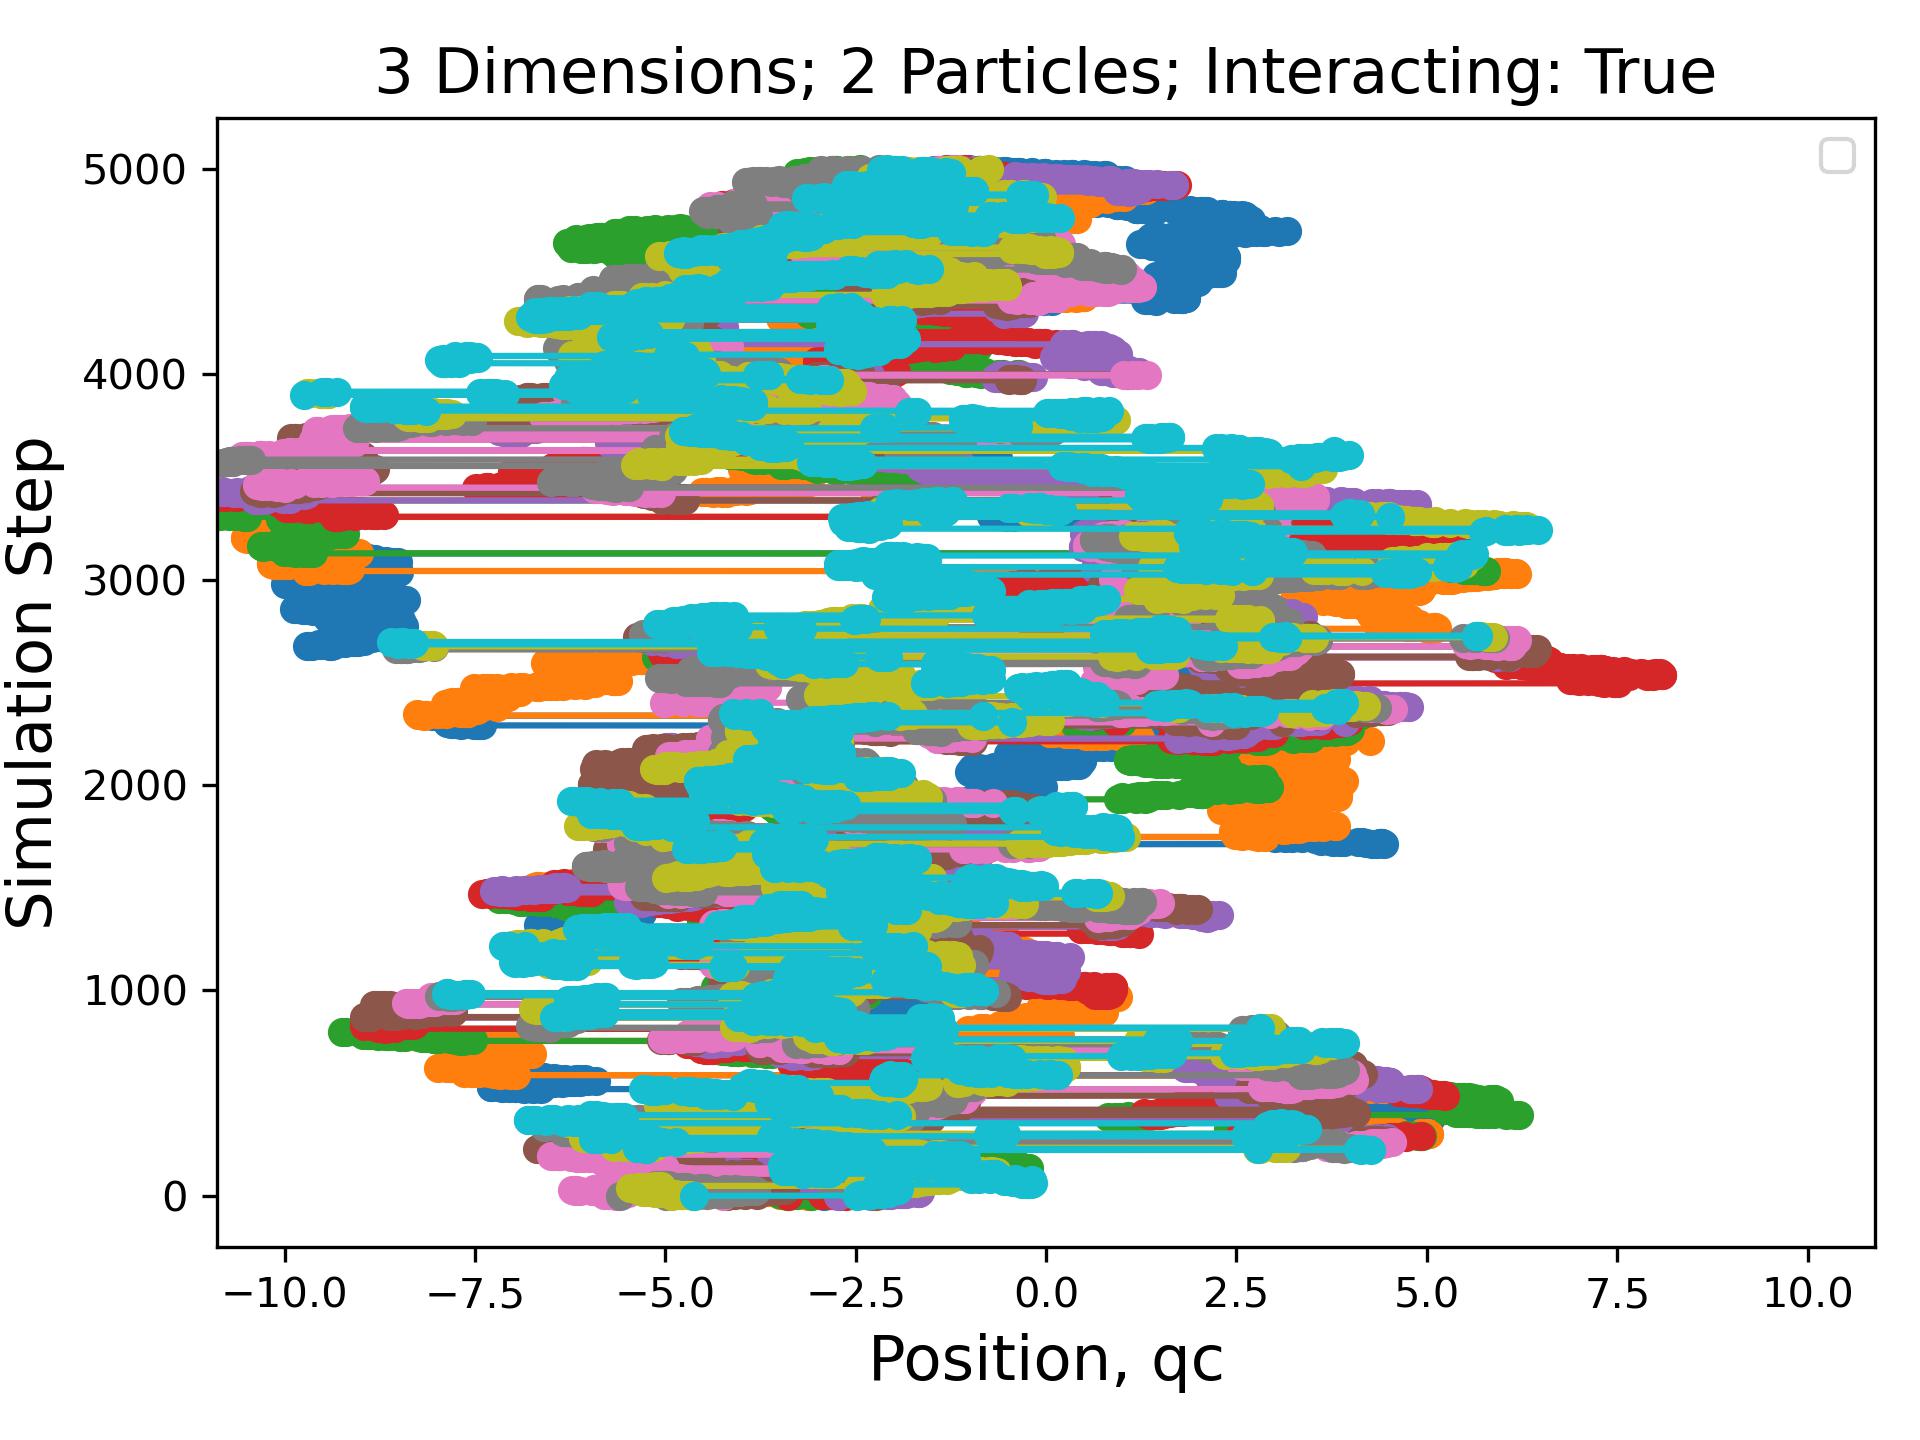 3 Dimensions; 2 Particles; Interacting: True
5000
4000
3000
2000
1000
0
Simulation Step
−10.0 −7.5 −5.0 −2.5 0.0 2.5 5.0 7.5 10.0
Position, qc